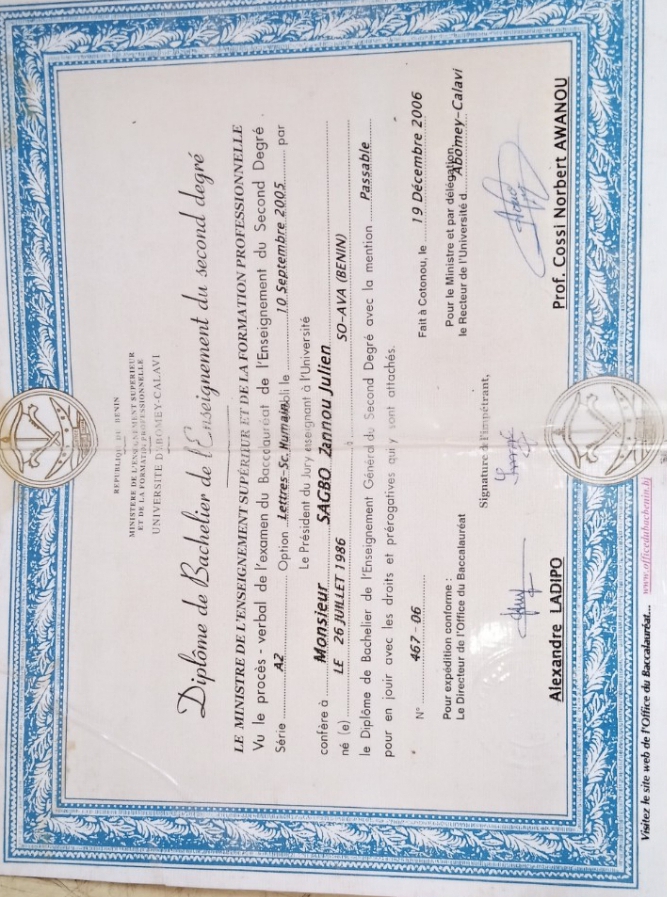 REPUBLIQUE DU BENIN
MINISTERE DE L'ENSEIGNEMENT SUPERIEUR
ET DE LA FORMATION PROFESSIONNELLE
UNIVERSITE D'ABOMEY-CALAVI
Diplôme de Bachelier de l'Enseignement du second degré
LE MINISTRE DE L'ENSEIGNEMENT SUPÉRIEUR ET DE LA FORMATION PROFESSIONNELLE
Vu le procès - verbal de l'examen du Baccalauréat de l'Enseignement du Second Degré
Série A2 Option Lettres-Sc.Humain. établi le 10 Septembre 2005 par
Le Président du Jury enseignant à l'Université
confère à Monsieur SAGBO Zannou Julien
né (e) LE 26 JUILLET 1986 SO-AVA (BENIN)
le Diplôme de Bachelier de l'Enseignement Général du Second Degré avec la mention Passable
pour en jouir avec les droits et prérogatives qui y sont attachés.
N° 467-06 Fait à Cotonou, le 19 Décembre 2006
Pour expédition conforme : Pour le Ministre et par délégation,
Le Directeur de l'Office du Baccalauréat le Recteur de l'Université d Abomey-Calavi
Signature de l'impétrant,
Alexandre LADIPO Prof. Cossi Norbert AWANOU
Visitez le site web de l'Office du Baccalauréat... www.officedubacbenin.bj